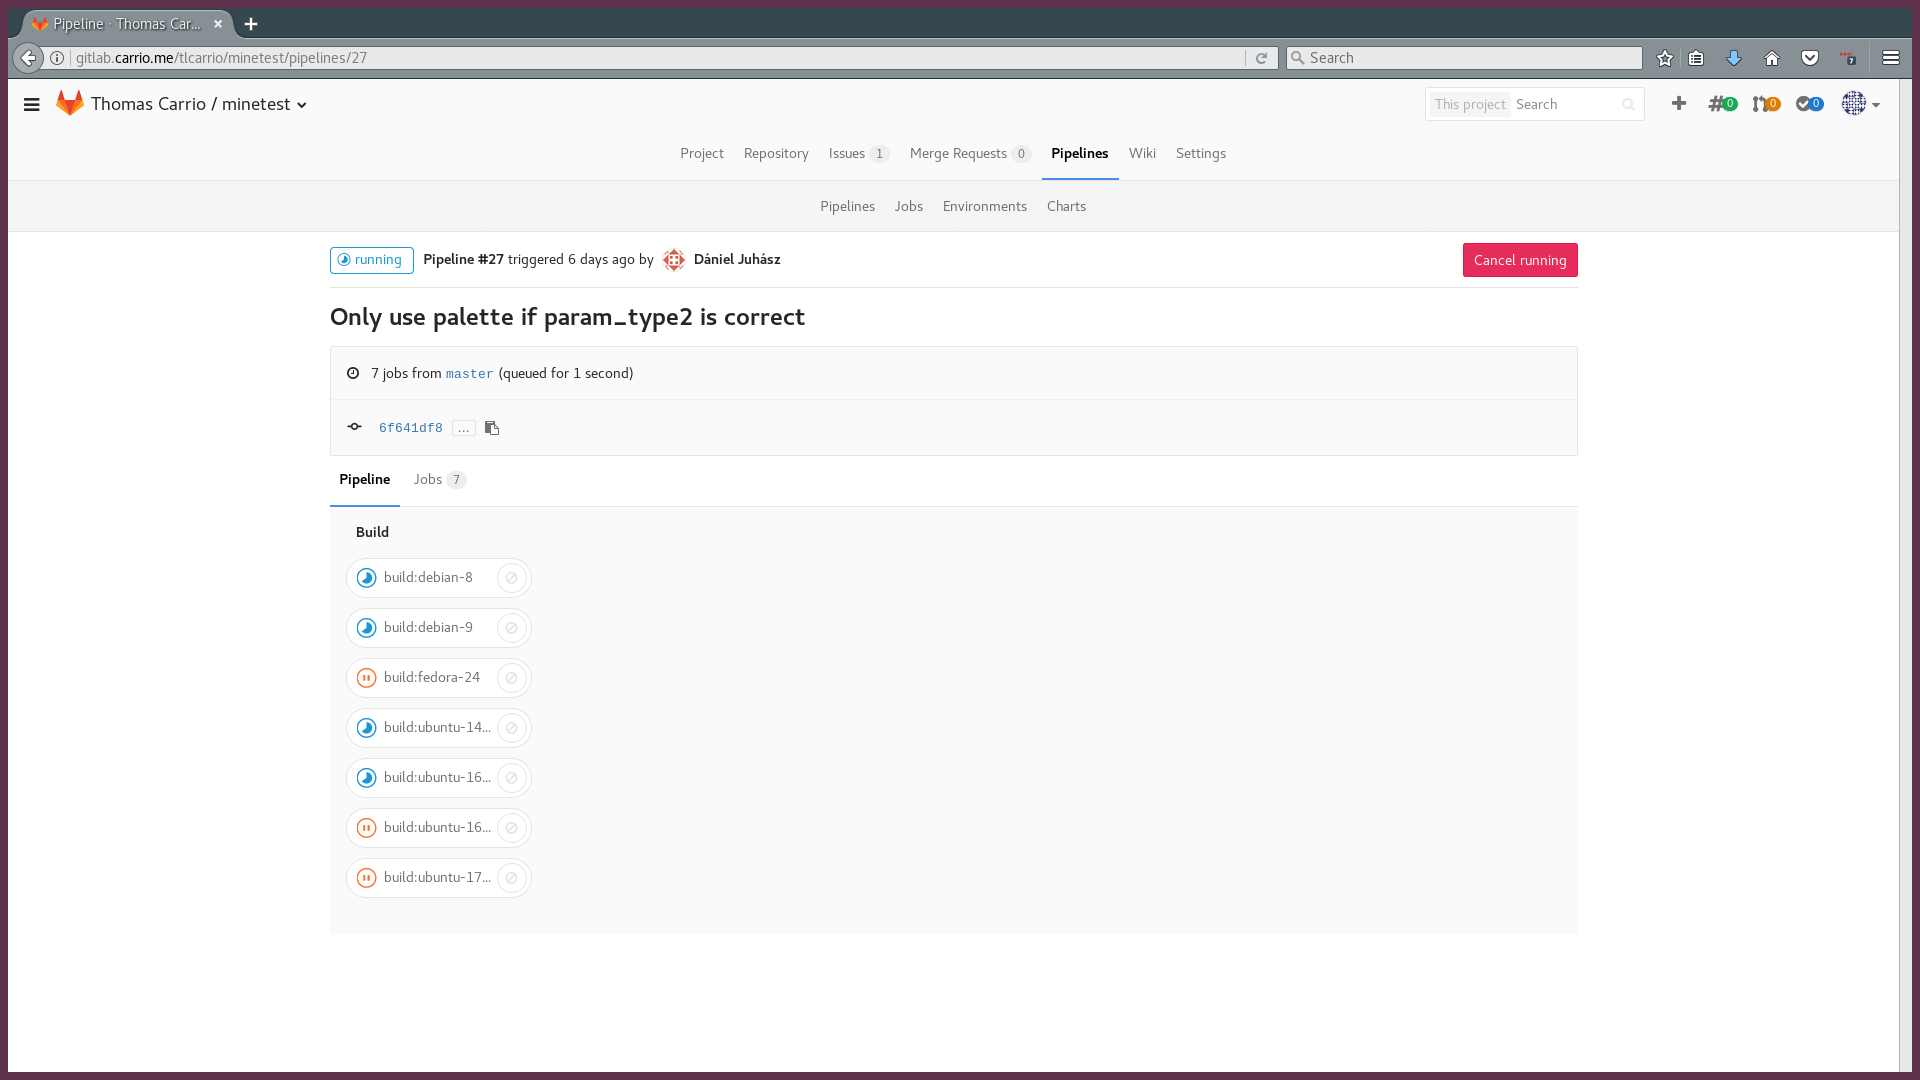 Pipeline · Thomas Car...
gitlab.carrio.me/tlcarrio/minetest/pipelines/27
Search
7
Thomas Carrio / minetest
This project Search
0 0 0
Project Repository Issues 1 Merge Requests 0 Pipelines Wiki Settings
Pipelines Jobs Environments Charts
running Pipeline #27 triggered 6 days ago by Dániel Juhász Cancel running
Only use palette if param_type2 is correct
7 jobs from master (queued for 1 second)
6f641df8 ...
Pipeline Jobs 7
Build
build:debian-8
build:debian-9
build:fedora-24
build:ubuntu-14...
build:ubuntu-16...
build:ubuntu-16...
build:ubuntu-17...